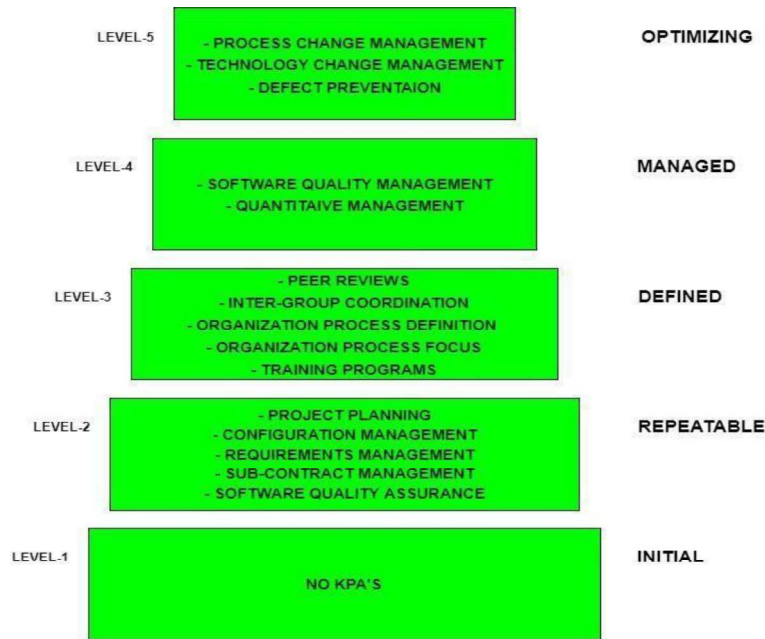 LEVEL-5
- PROCESS CHANGE MANAGEMENT
- TECHNOLOGY CHANGE MANAGEMENT
- DEFECT PREVENTAION
OPTIMIZING
LEVEL-4
- SOFTWARE QUALITY MANAGEMENT
- QUANTITAIVE MANAGEMENT
MANAGED
LEVEL-3
- PEER REVIEWS
- INTER-GROUP COORDINATION
- ORGANIZATION PROCESS DEFINITION
- ORGANIZATION PROCESS FOCUS
- TRAINING PROGRAMS
DEFINED
LEVEL-2
- PROJECT PLANNING
- CONFIGURATION MANAGEMENT
- REQUIREMENTS MANAGEMENT
- SUB-CONTRACT MANAGEMENT
- SOFTWARE QUALITY ASSURANCE
REPEATABLE
LEVEL-1
NO KPA'S
INITIAL